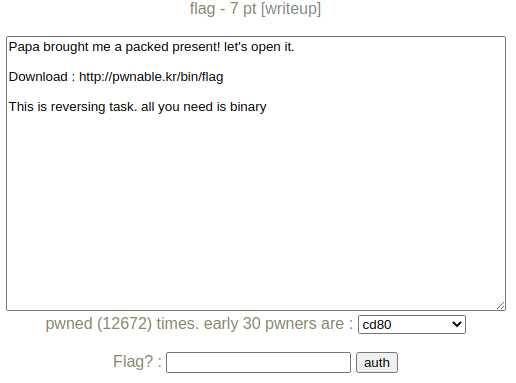 flag - 7 pt [writeup]
Papa brought me a packed present! let's open it.
Download : http://pwnable.kr/bin/flag
This is reversing task. all you need is binary
pwned (12672) times. early 30 pwners are : cd80
Flag? : auth